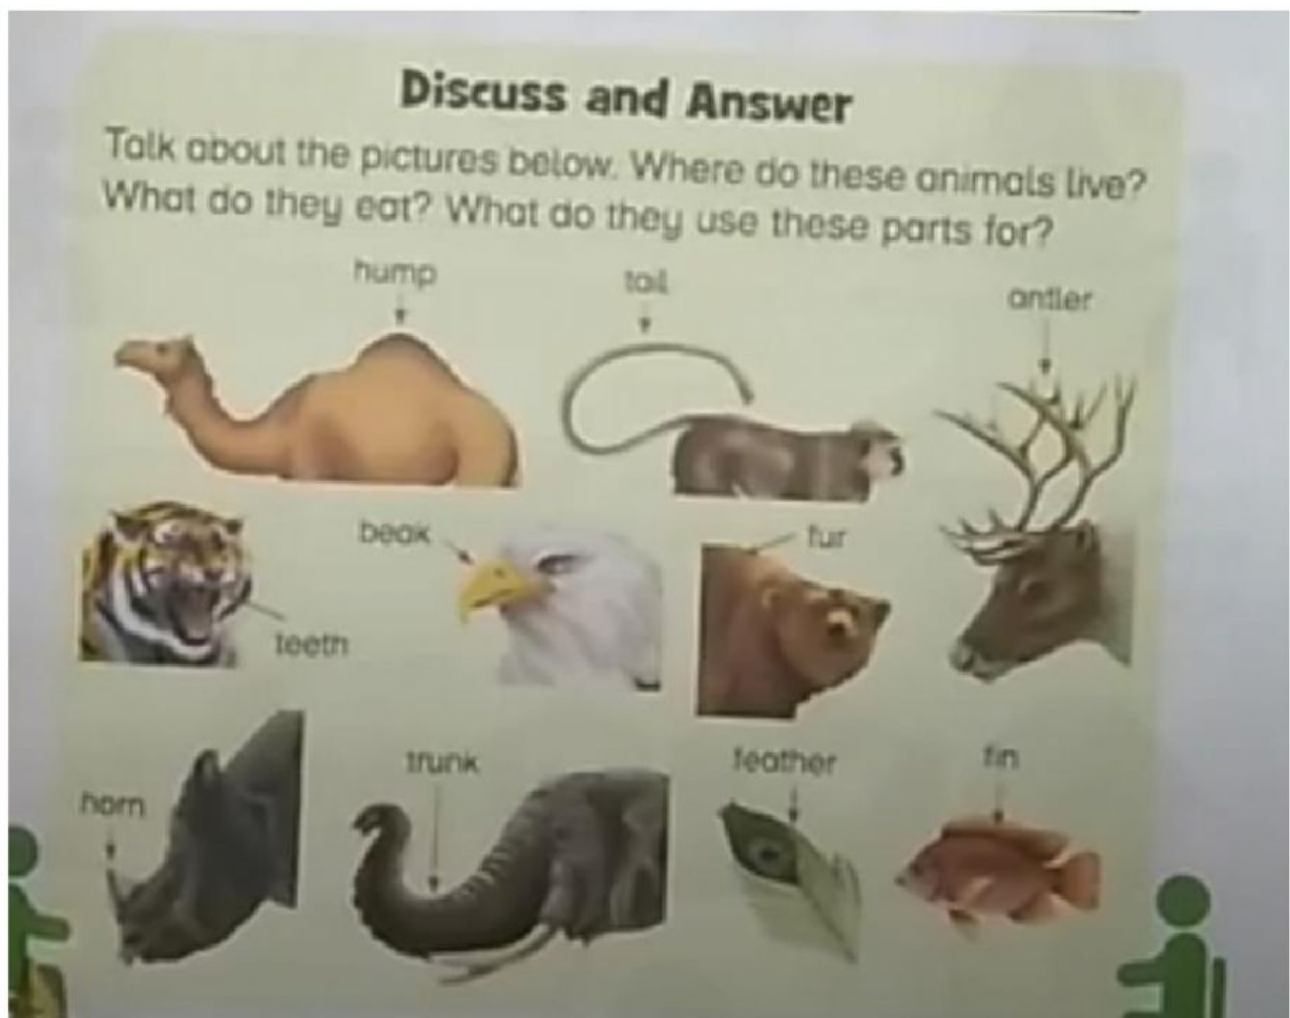 Discuss and Answer
Talk about the pictures below. Where do these animals live?
What do they eat? What do they use these parts for?
hump
tail
antler
beak
fur
teeth
horn
trunk
feather
fin